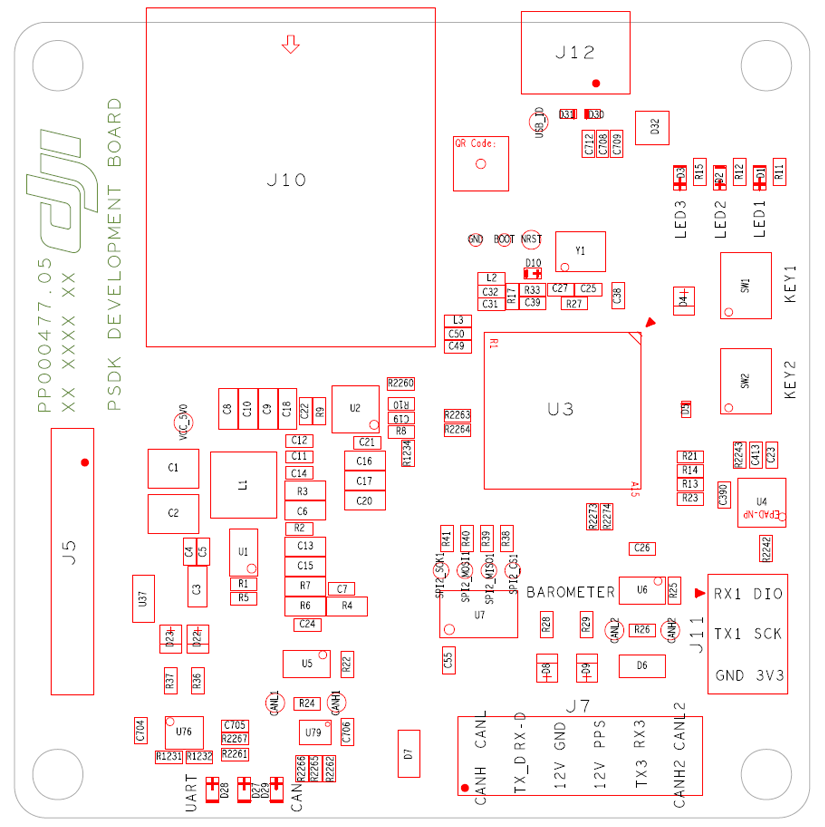 J12
USB_ID
D31
D30
D32
C712
C708
C709
QR Code:
J10
dji
PSDK DEVELOPMENT BOARD
PP000477.05
XX XXXX XX
D3
R15
D2
R12
D1
R11
LED3
LED2
LED1
GND
BOOT
NRST
Y1
D10
L2
C32
C31
R17
R33
C39
C27
C25
R27
C38
D4
SW1
KEY1
L3
C50
C49
R1
U3
A15
SW2
KEY2
D5
VCC_5V0
C8
C10
C9
C18
C22
R9
U2
R2260
R10
C19
R8
R1234
R2263
R2264
C12
C11
C14
C21
C16
C17
C20
C1
C2
L1
R3
C6
R2
C13
C15
R7
R6
R4
C7
C24
R21
R14
R13
R23
R2243
C413
C23
C390
U4
EPAD-NP
R2242
R2273
R2274
J5
C4
C5
U1
C3
R1
R5
U37
R41
R40
R39
R38
SPI2_SCK1
SPI2_MOSI1
SPI2_MISO1
SPI2_CS1
U7
C26
BAROMETER
U6
R25
J11
RX1 DIO
TX1 SCK
GND 3V3
D23
D22
R37
R36
U5
R22
C55
R28
R29
CANL2
R26
CANH2
D8
D9
D6
CANL1
R24
CANH1
C704
U76
C705
R2267
R2261
U79
C706
R1231
R1232
R2266
R2265
R2262
D7
UART
D28
D27
D29
CAN
J7
CANH CANL
TX_D RX-D
12V GND
12V PPS
TX3 RX3
CANH2 CANL2